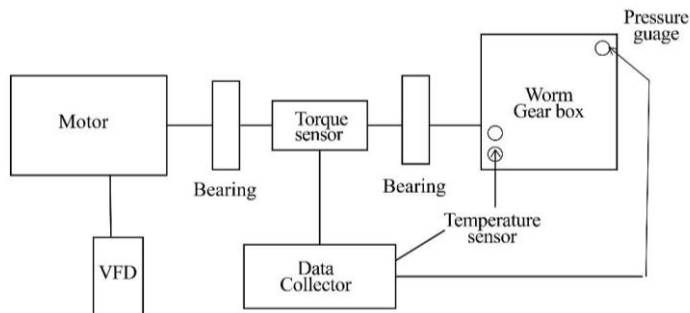 Pressure
guage
Motor
Torque
sensor
Worm
Gear box
Bearing
Bearing
Temperature
sensor
VFD
Data
Collector